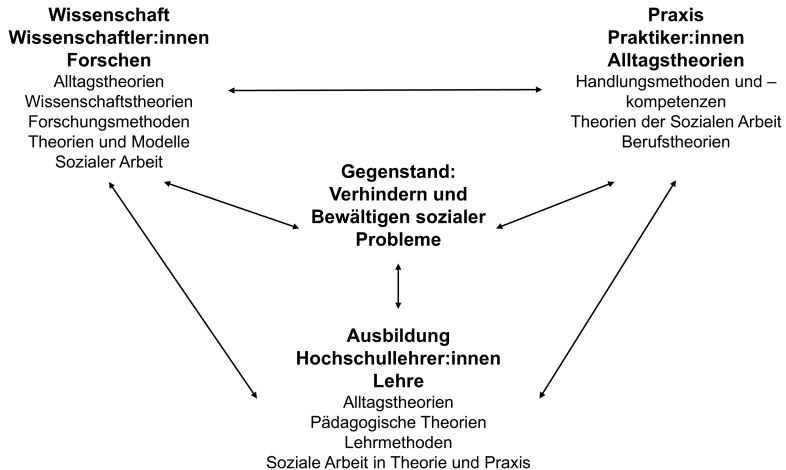 Wissenschaft
Wissenschaftler:innen
Forschen
Alltagstheorien
Wissenschaftstheorien
Forschungsmethoden
Theorien und Modelle
Sozialer Arbeit
Praxis
Praktiker:innen
Alltagstheorien
Handlungsmethoden und –
kompetenzen
Theorien der Sozialen Arbeit
Berufstheorien
Gegenstand:
Verhindern und
Bewältigen sozialer
Probleme
Ausbildung
Hochschullehrer:innen
Lehre
Alltagstheorien
Pädagogische Theorien
Lehrmethoden
Soziale Arbeit in Theorie und Praxis